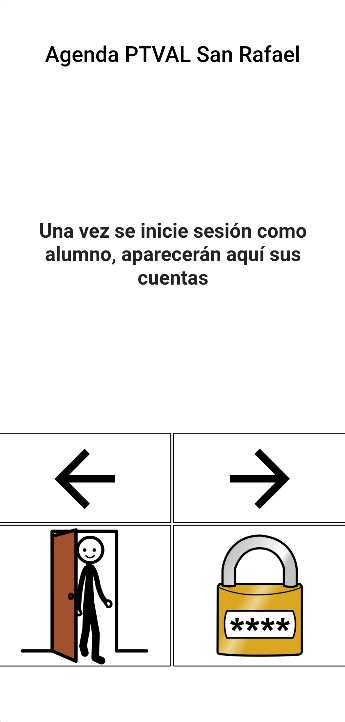 Agenda PTVAL San Rafael
Una vez se inicie sesión como
alumno, aparecerán aquí sus
cuentas
****